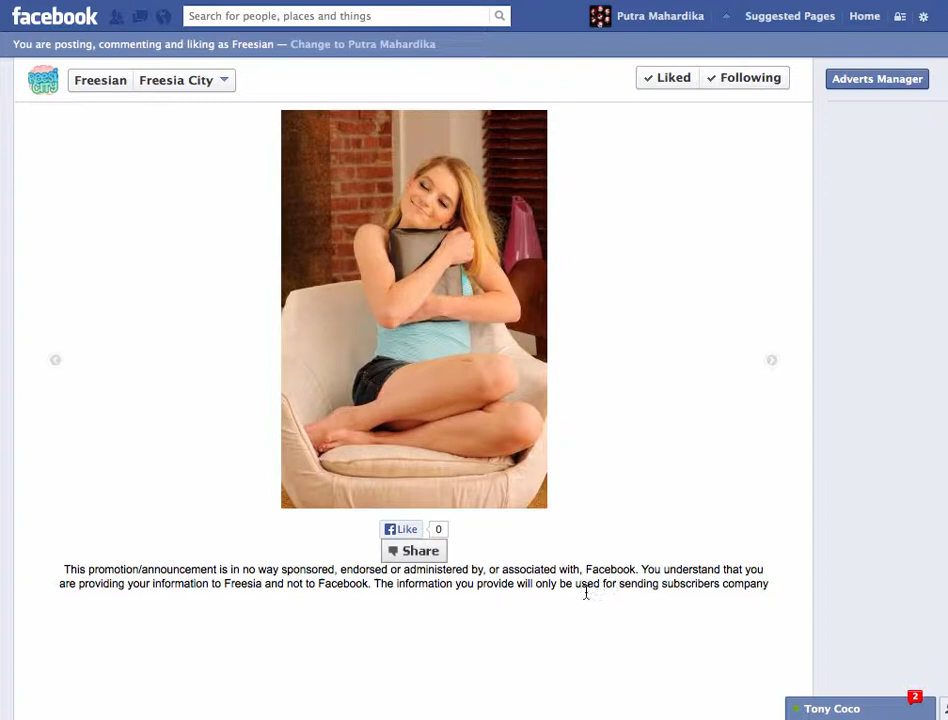 facebook
Search for people, places and things
Putra Mahardika
Suggested Pages
Home
You are posting, commenting and liking as Freesian — Change to Putra Mahardika
FREESIA CITY
Freesian
Freesia City
Liked
Following
Adverts Manager
Like
0
Share
This promotion/announcement is in no way sponsored, endorsed or administered by, or associated with, Facebook. You understand that you
are providing your information to Freesia and not to Facebook. The information you provide will only be used for sending subscribers company
Tony Coco
2